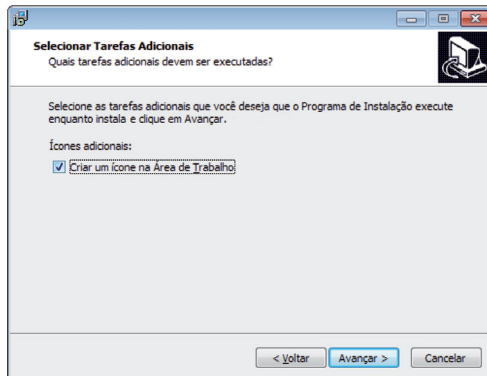 Selecionar Tarefas Adicionais
Quais tarefas adicionais devem ser executadas?
Selecione as tarefas adicionais que você deseja que o Programa de Instalação execute
enquanto instala e clique em Avançar.
Ícones adicionais:
Criar um ícone na Área de Trabalho
< Voltar
Avançar >
Cancelar